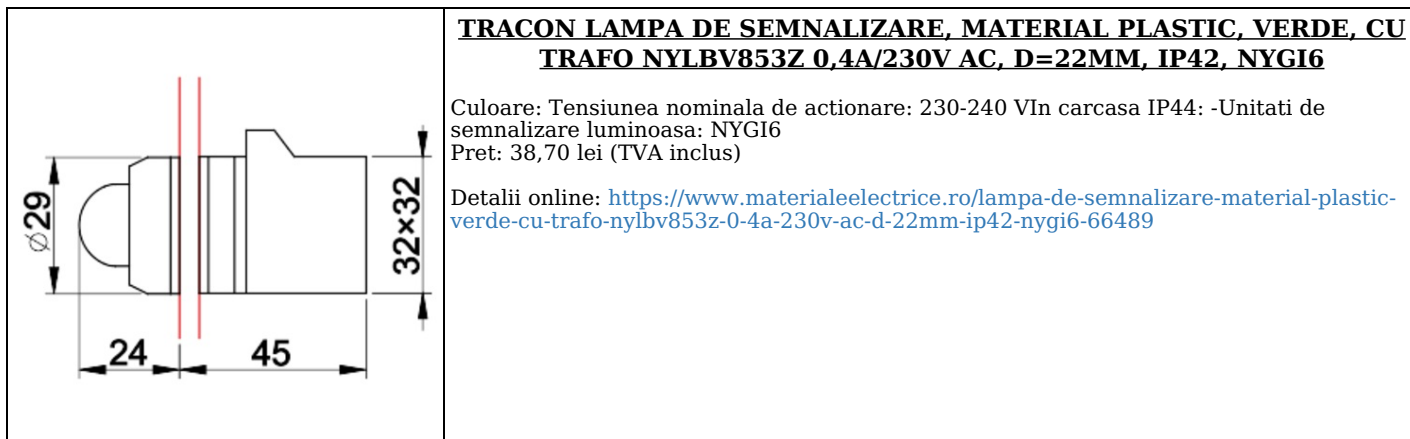 TRACON LAMPA DE SEMNALIZARE, MATERIAL PLASTIC, VERDE, CU
TRAFO NYLBV853Z 0,4A/230V AC, D=22MM, IP42, NYGI6
Culoare: Tensiunea nominala de actionare: 230-240 VIn carcasa IP44: -Unitati de
semnalizare luminoasa: NYGI6
Pret: 38,70 lei (TVA inclus)
Detalii online: https://www.materialeelectrice.ro/lampa-de-semnalizare-material-plastic-
verde-cu-trafo-nylbv853z-0-4a-230v-ac-d-22mm-ip42-nygi6-66489
⌀29
32×32
24
45